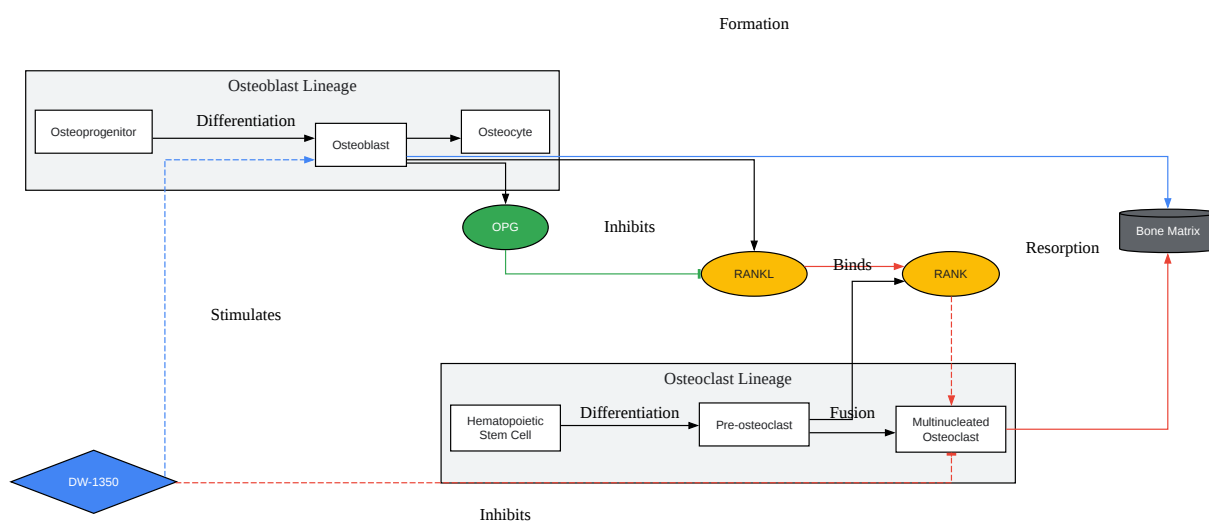 Formation
Osteoblast Lineage
Osteoprogenitor
Differentiation
Osteoblast
Osteocyte
OPG
Inhibits
Bone Matrix
Resorption
RANKL
Binds
RANK
Stimulates
Osteoclast Lineage
Hematopoietic
Stem Cell
Differentiation
Pre-osteoclast
Fusion
Multinucleated
Osteoclast
DW-1350
Inhibits